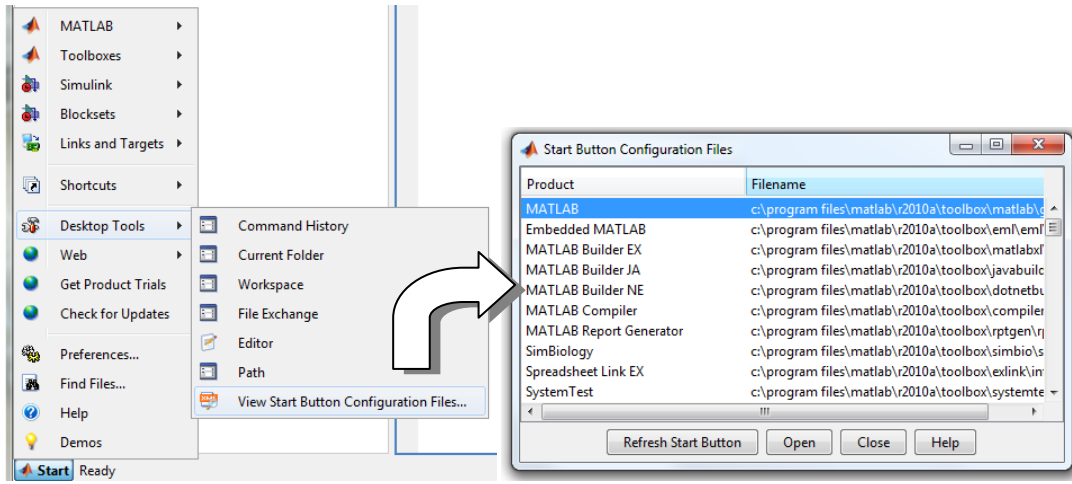 MATLAB
Toolboxes
Simulink
Blocksets
Links and Targets
Shortcuts
Desktop Tools
Web
Get Product Trials
Check for Updates
Preferences...
Find Files...
Help
Demos
Start Ready
Command History
Current Folder
Workspace
File Exchange
Editor
Path
View Start Button Configuration Files...
Start Button Configuration Files
Product Filename
MATLAB c:\program files\matlab\r2010a\toolbox\matlab\
Embedded MATLAB c:\program files\matlab\r2010a\toolbox\eml\eml
MATLAB Builder EX c:\program files\matlab\r2010a\toolbox\matlabxl
MATLAB Builder JA c:\program files\matlab\r2010a\toolbox\javabuilc
MATLAB Builder NE c:\program files\matlab\r2010a\toolbox\dotnetbu
MATLAB Compiler c:\program files\matlab\r2010a\toolbox\compiler
MATLAB Report Generator c:\program files\matlab\r2010a\toolbox\rptgen\r
SimBiology c:\program files\matlab\r2010a\toolbox\simbio\s
Spreadsheet Link EX c:\program files\matlab\r2010a\toolbox\exlink\in
SystemTest c:\program files\matlab\r2010a\toolbox\systemte
Refresh Start Button Open Close Help